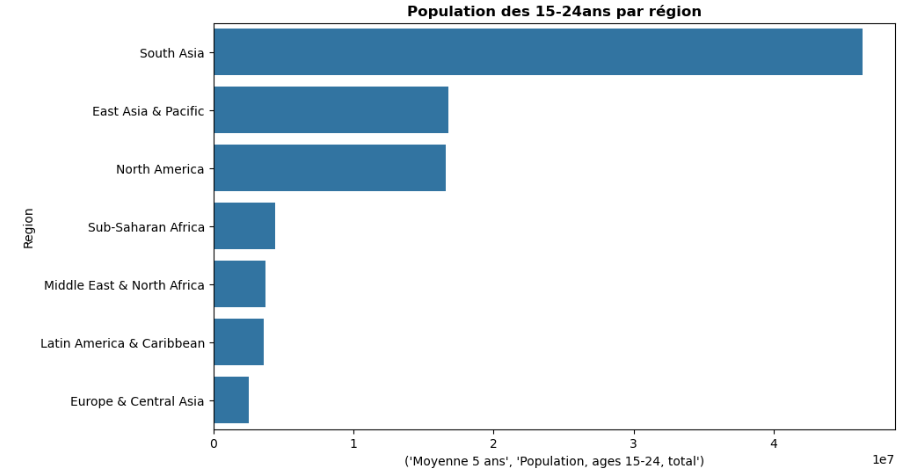 Population des 15-24ans par région
South Asia
East Asia & Pacific
North America
Sub-Saharan Africa
Middle East & North Africa
Latin America & Caribbean
Europe & Central Asia
Region
0 1 2 3 4
1e7
('Moyenne 5 ans', 'Population, ages 15-24, total')